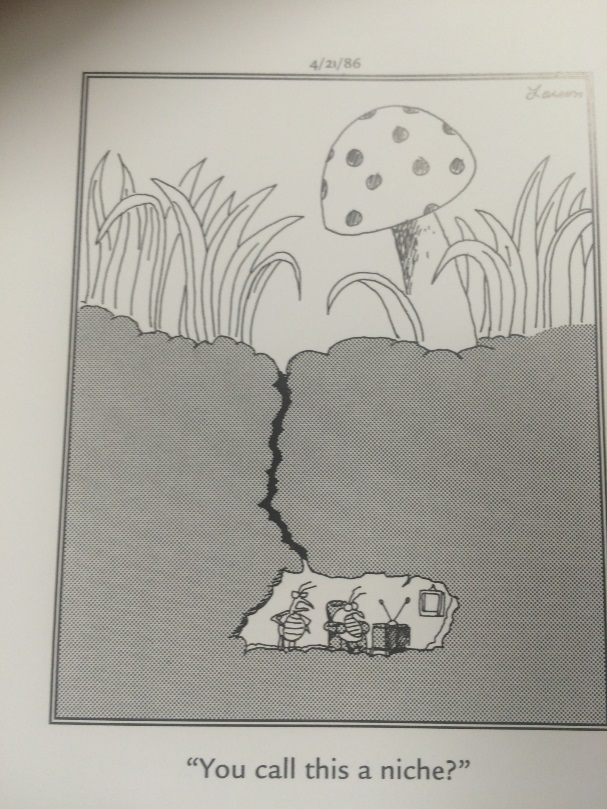 4/21/86
Larson
“You call this a niche?”